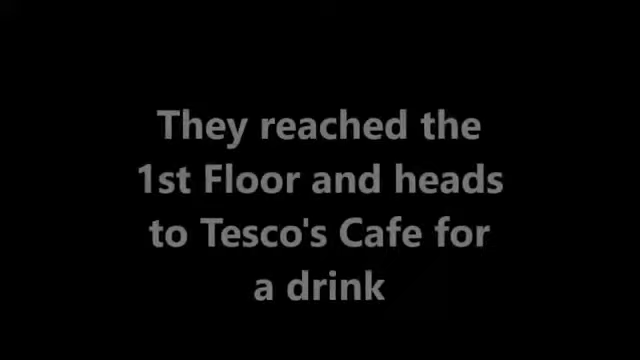 They reached the
1st Floor and heads
to Tesco's Cafe for
a drink